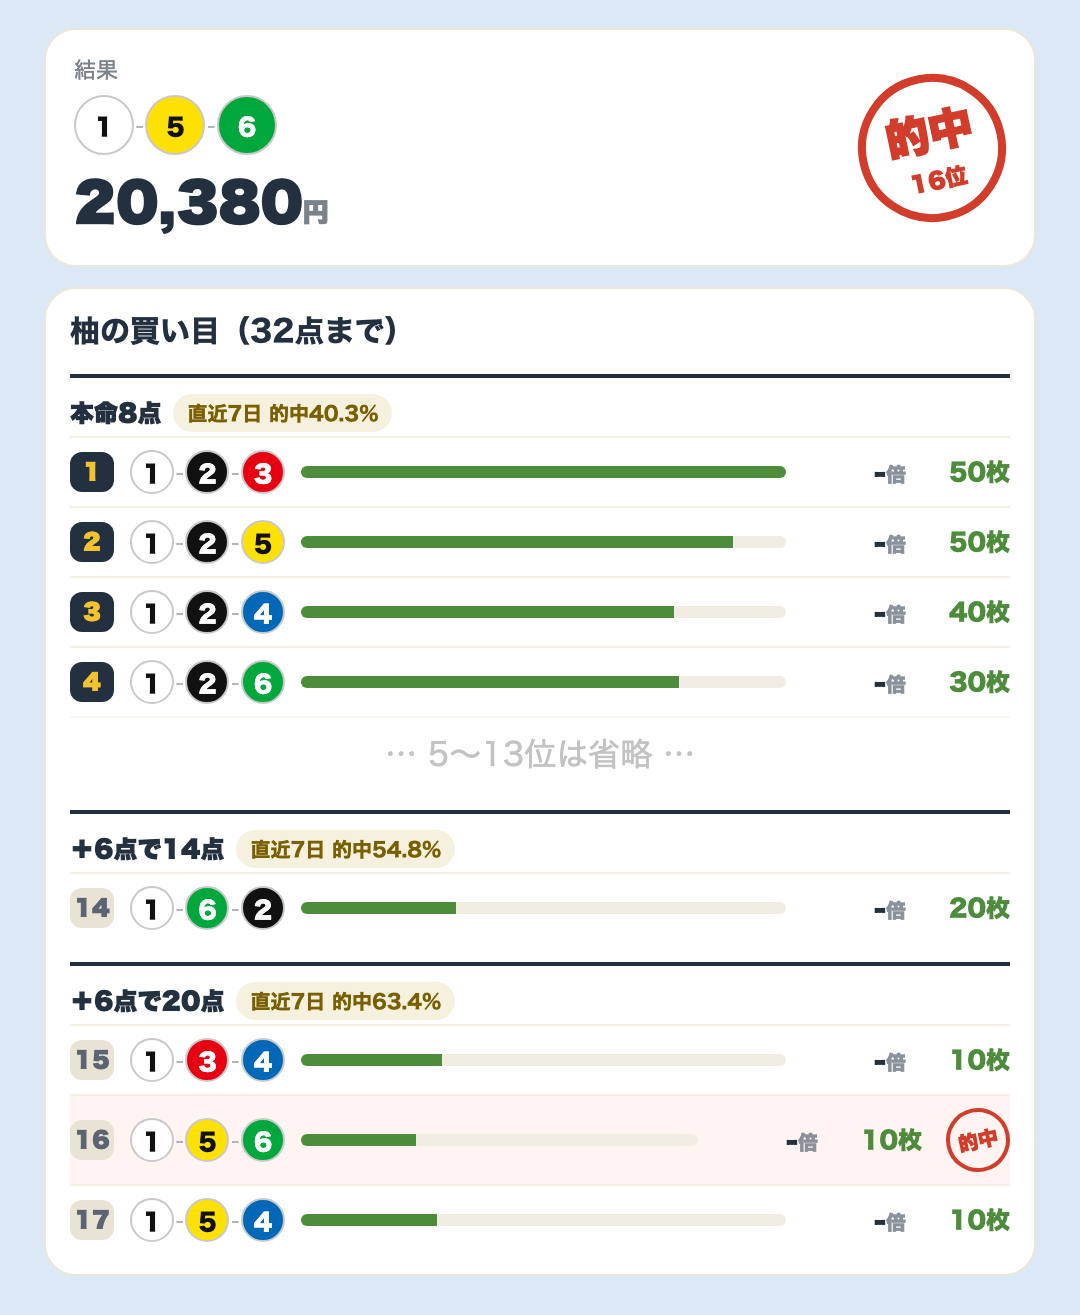 結果
1-5-6
20,380円
的中
16位
柚の買い目（32点まで）
本命8点 直近7日 的中40.3%
1 1-2-3 -倍 50枚
2 1-2-5 -倍 50枚
3 1-2-4 -倍 40枚
4 1-2-6 -倍 30枚
… 5〜13位は省略 …
+6点で14点 直近7日 的中54.8%
14 1-6-2 -倍 20枚
+6点で20点 直近7日 的中63.4%
15 1-3-4 -倍 10枚
16 1-5-6 -倍 10枚 的中
17 1-5-4 -倍 10枚